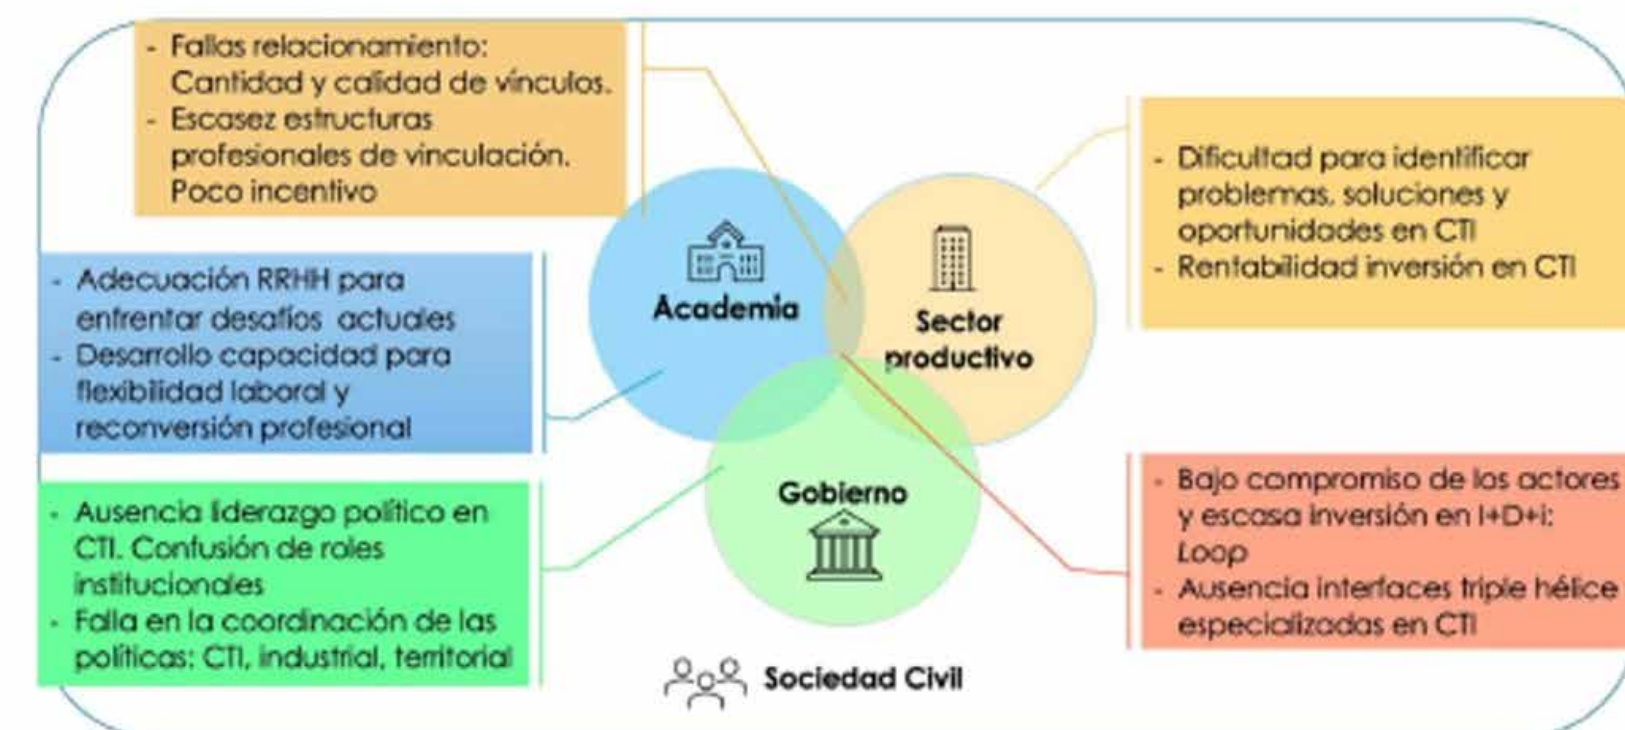 - Fallas relacionamiento:
Cantidad y calidad de vínculos.
- Escasez estructuras
profesionales de vinculación.
Poco incentivo
- Adecuación RRHH para
enfrentar desafíos actuales
- Desarrollo capacidad para
flexibilidad laboral y
reconversión profesional
- Ausencia liderazgo político en
CTI. Confusión de roles
institucionales
- Falla en la coordinación de las
políticas: CTI, industrial, territorial
Academia
Sector
productivo
Gobierno
Sociedad Civil
- Dificultad para identificar
problemas, soluciones y
oportunidades en CTI
- Rentabilidad inversión en CTI
- Bajo compromiso de los actores
y escasa inversión en I+D+i:
Loop
- Ausencia interfaces triple hélice
especializadas en CTI